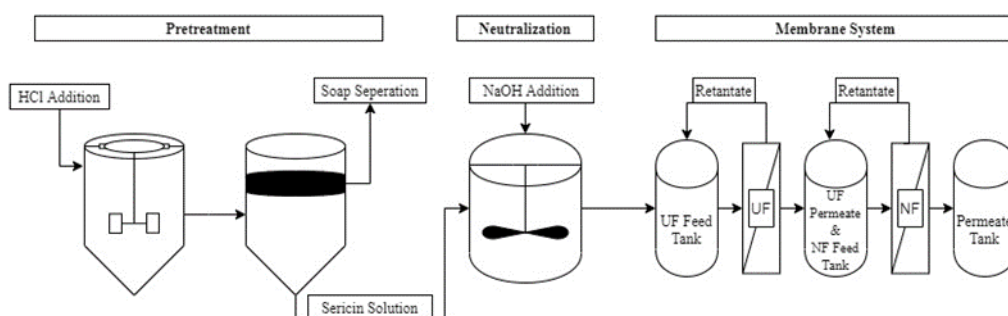 Pretreatment
Neutralization
Membrane System
HCl Addition
Soap Seperation
NaOH Addition
Retantate
Retantate
UF Feed
Tank
UF
UF
Permeate
&
NF Feed
Tank
NF
Permeate
Tank
Sericin Solution